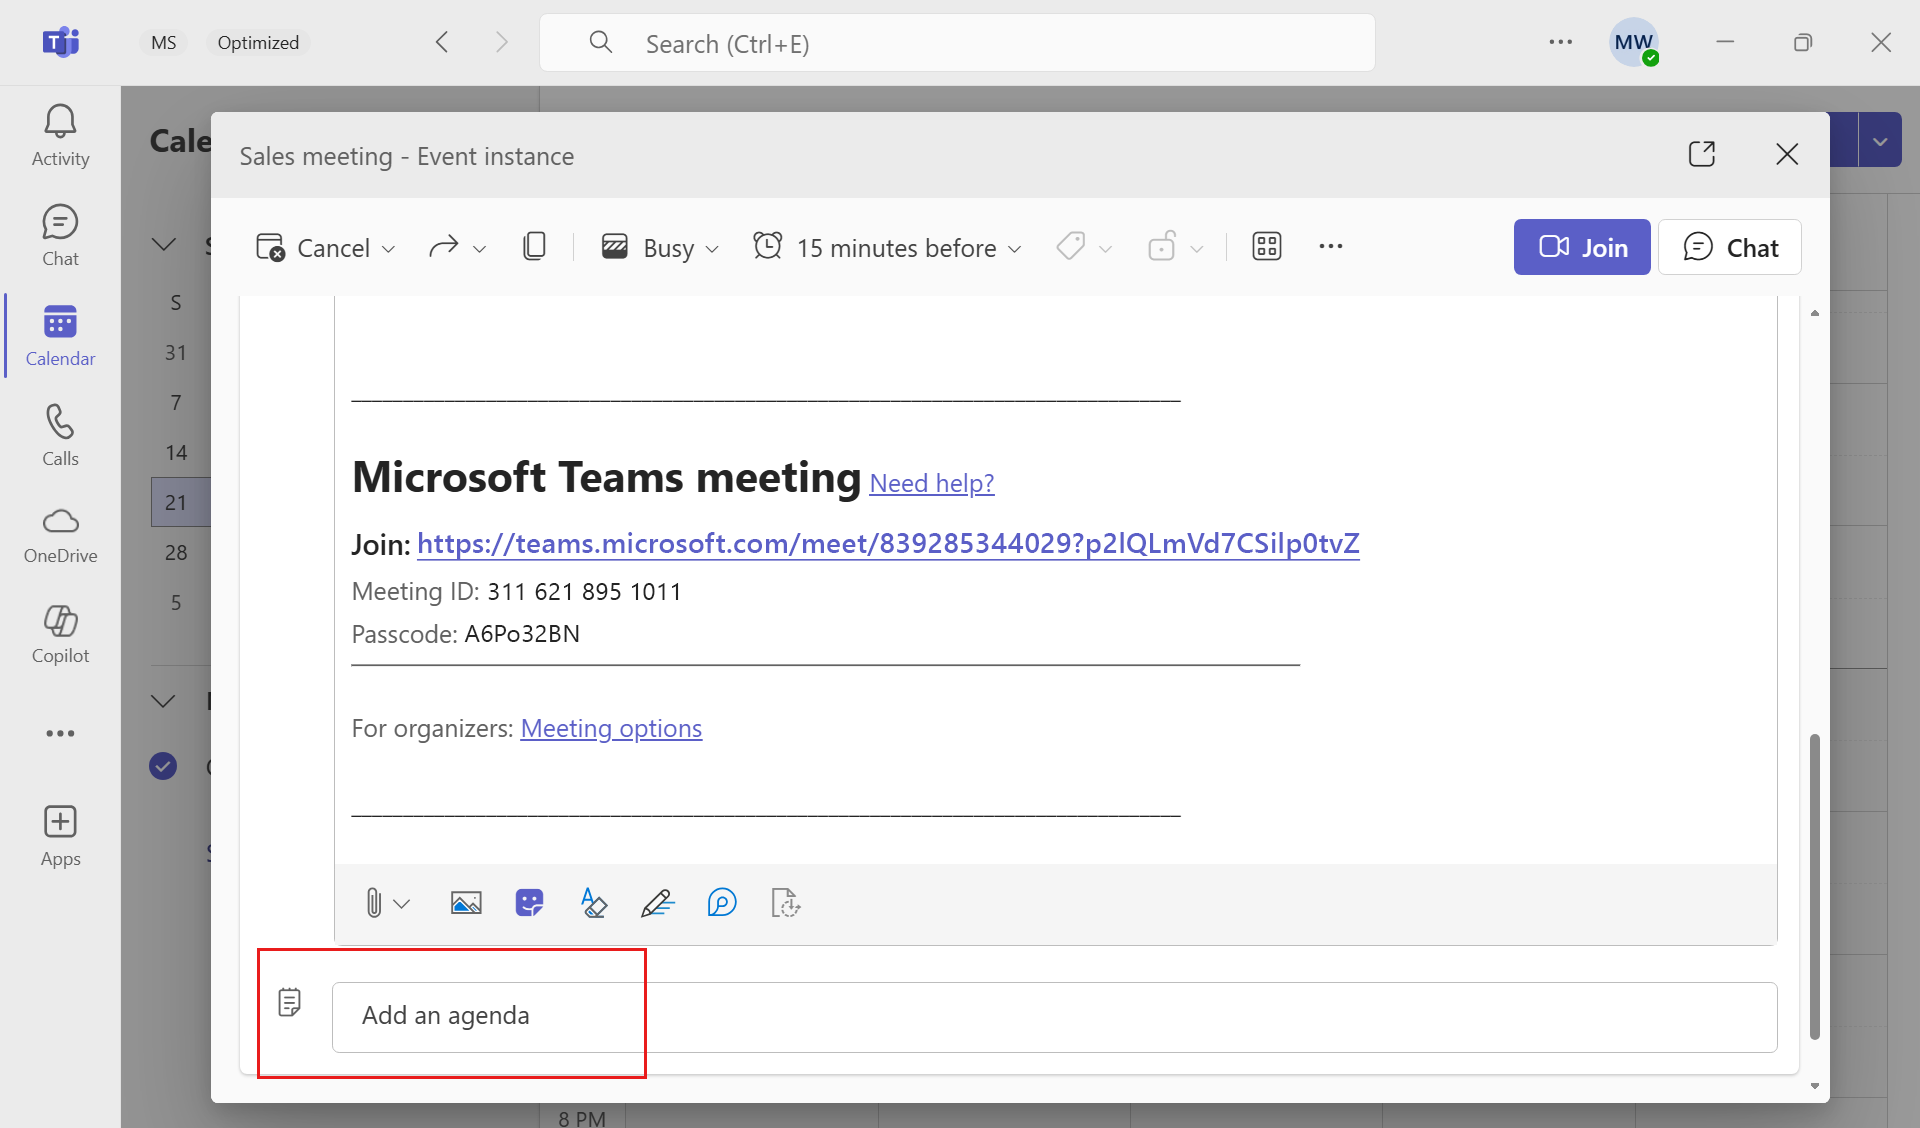 MS Optimized Search (Ctrl+E) MW
Activity
Chat
Calendar
Calls
OneDrive
Copilot
Apps
Cale
S
31
7
14
21
28
5
Sales meeting - Event instance
Cancel Busy 15 minutes before Join Chat
Microsoft Teams meeting Need help?
Join: https://teams.microsoft.com/meet/839285344029?p2lQLmVd7CSilp0tvZ
Meeting ID: 311 621 895 1011
Passcode: A6Po32BN
For organizers: Meeting options
Add an agenda
8 PM